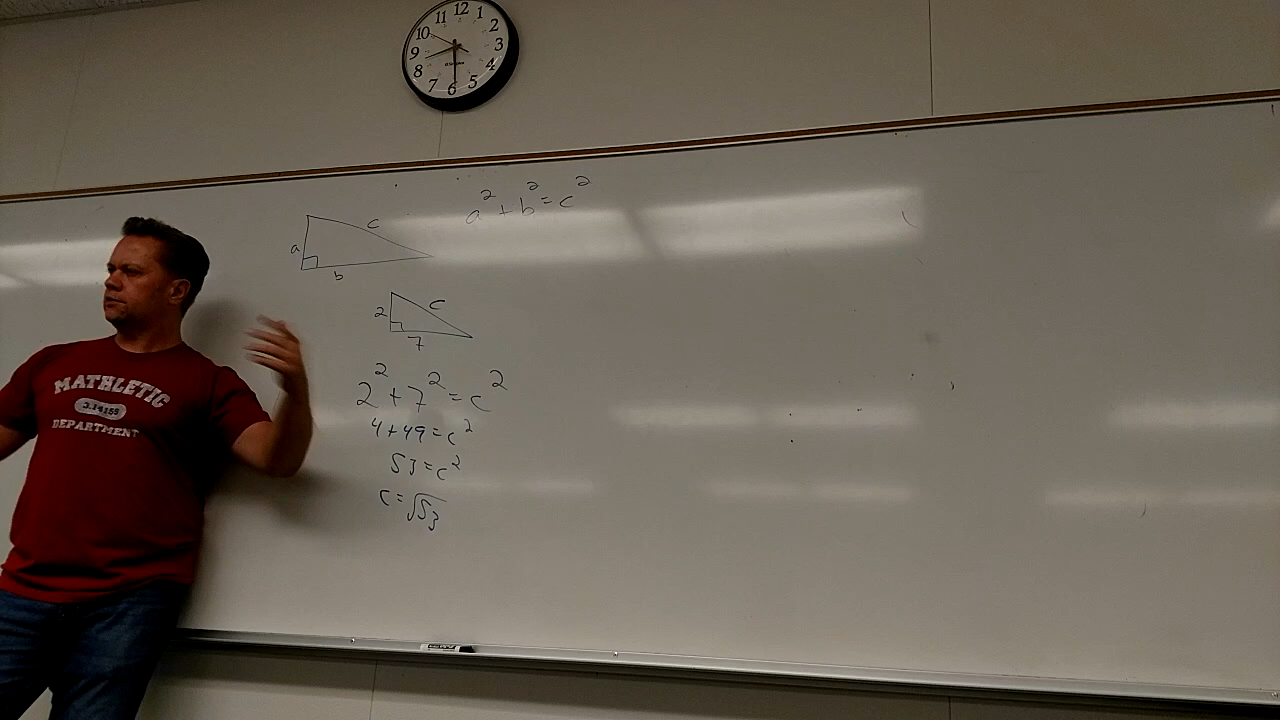 11 12 1
10 2
9 3
8 4
7 6 5
a² + b² = c²
a
c
b
2
c
7
2² + 7² = c²
4 + 49 = c²
53 = c²
c = √53
MATHLETIC
3.14159
DEPARTMENT